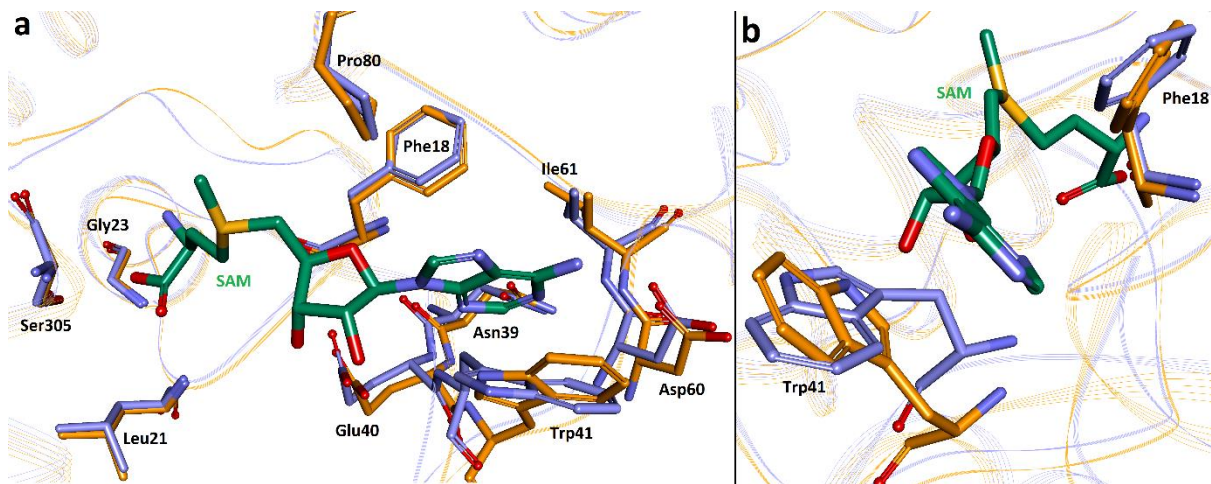 a
Pro80
Phe18
Ile61
Gly23
SAM
Ser305
Asn39
Glu40
Asp60
Leu21
Trp41
b
SAM
Phe18
Trp41